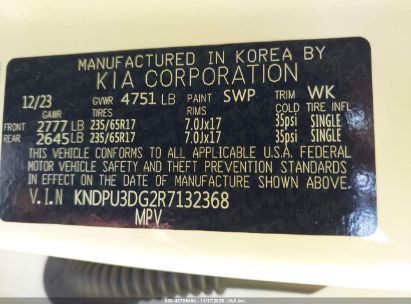 MANUFACTURED IN KOREA BY
KIA CORPORATION
12/23 GVWR 4751 LB PAINT SWP TRIM WK
GAWR TIRES RIMS COLD TIRE INFL
FRONT 2777 LB 235/65R17 7.0Jx17 35psi SINGLE
REAR 2645 LB 235/65R17 7.0Jx17 35psi SINGLE
THIS VEHICLE CONFORMS TO ALL APPLICABLE U.S.A. FEDERAL
MOTOR VEHICLE SAFETY AND THEFT PREVENTION STANDARDS
IN EFFECT ON THE DATE OF MANUFACTURE SHOWN ABOVE.
V.I.N KNDPU3DG2R7132368
MPV